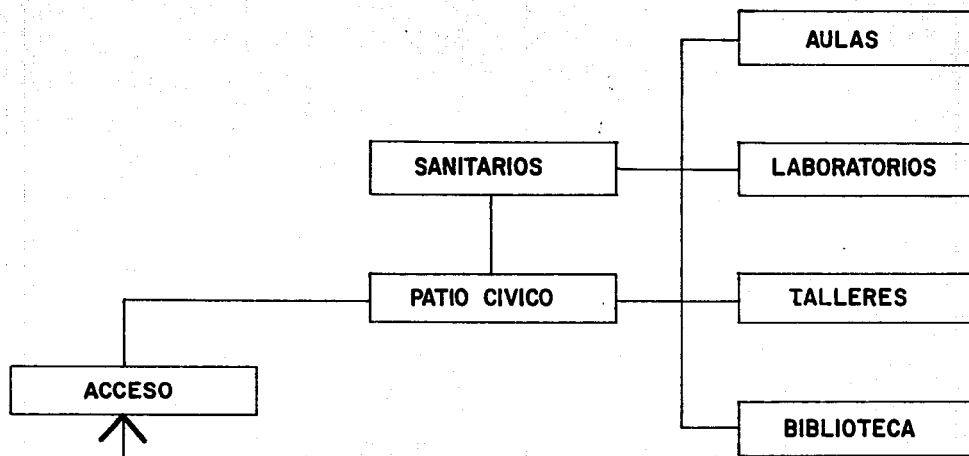 AULAS
SANITARIOS
LABORATORIOS
PATIO CIVICO
TALLERES
ACCESO
BIBLIOTECA